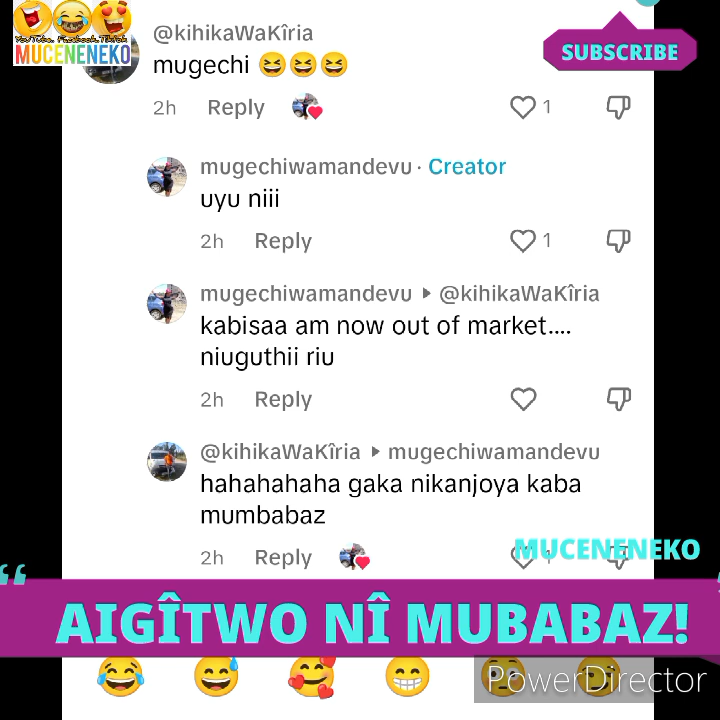 YouTube. Facebook. TikTok
MUCENENEKO
SUBSCRIBE
@kihikaWaKîria
mugechi 😆😆😆
2h Reply 1
mugechiwamandevu · Creator
uyu niii
2h Reply 1
mugechiwamandevu ▸ @kihikaWaKîria
kabisaa am now out of market....
niuguthii riu
2h Reply
@kihikaWaKîria ▸ mugechiwamandevu
hahahahaha gaka nikanjoya kaba
mumbabaz
2h Reply
MUCENENEKO
“ AIGÎTWO NÎ MUBABAZ!
PowerDirector